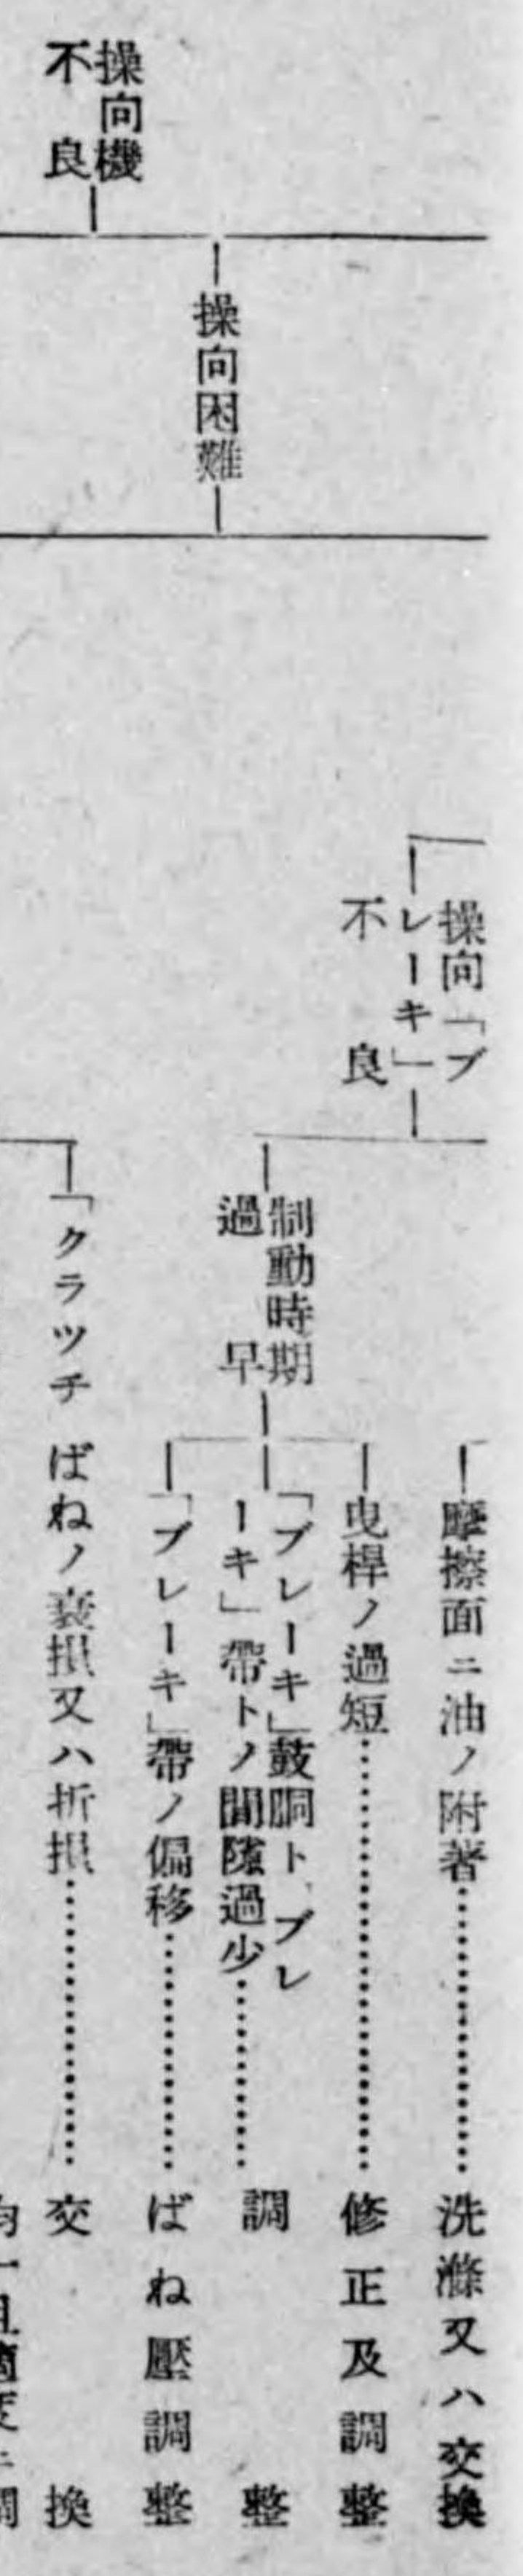 操向機
不良
操向困難
操向「ブ
レーキ」
不良
摩擦面ニ油ノ附著………………洗滌又ハ交換
制動時期
過早
曳桿ノ過短………………修正及調整
「ブレーキ」鼓胴ト「ブレ
ーキ」帶トノ間隙過少………………調整
「ブレーキ」帶ノ偏移………………ばね壓調整
「クラツチ ばねノ衰損又ハ折損………………交換